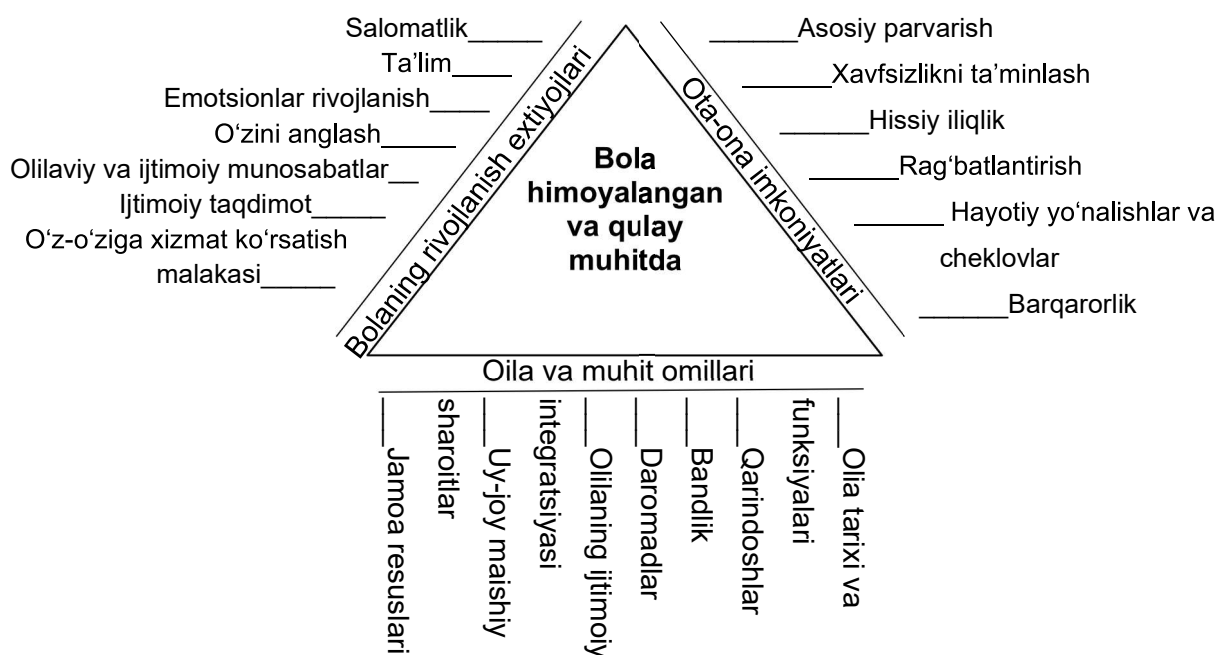 Salomatlik_____
Ta’lim____
Emotsionlar rivojlanish____
O‘zini anglash_____
Olilaviy va ijtimoiy munosabatlar__
Ijtimoiy taqdimot_____
O‘z-o‘ziga xizmat ko‘rsatish
malakasi_____
Bolaning rivojlanish extiyojlari
Bola
himoyalangan
va qulay
muhitda
Ota-ona imkoniyatlari
______Asosiy parvarish
______Xavfsizlikni ta’minlash
______Hissiy iliqlik
______Rag‘batlantirish
______ Hayotiy yo‘nalishlar va
cheklovlar
______Barqarorlik
Oila va muhit omillari
___Olia tarixi va
funksiyalari
___Qarindoshlar
___Bandlik
___Daromadlar
___Olilaning ijtimoiy
integratsiyasi
___Uy-joy maishiy
sharoitlar
___Jamoa resuslari